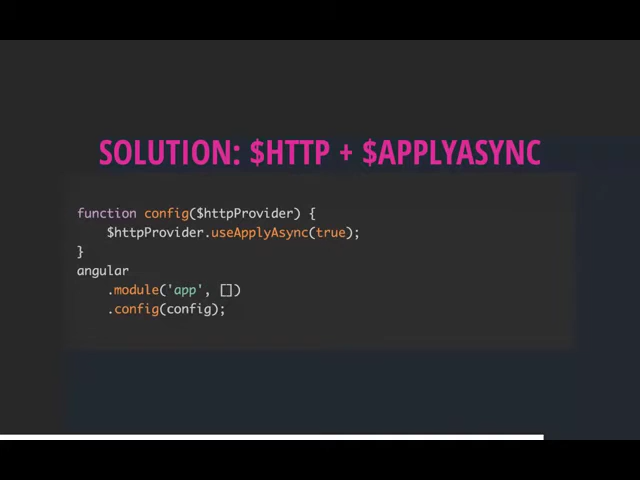 SOLUTION: $HTTP + $APPLYASYNC
function config($httpProvider) {
    $httpProvider.useApplyAsync(true);
}
angular
    .module('app', [])
    .config(config);